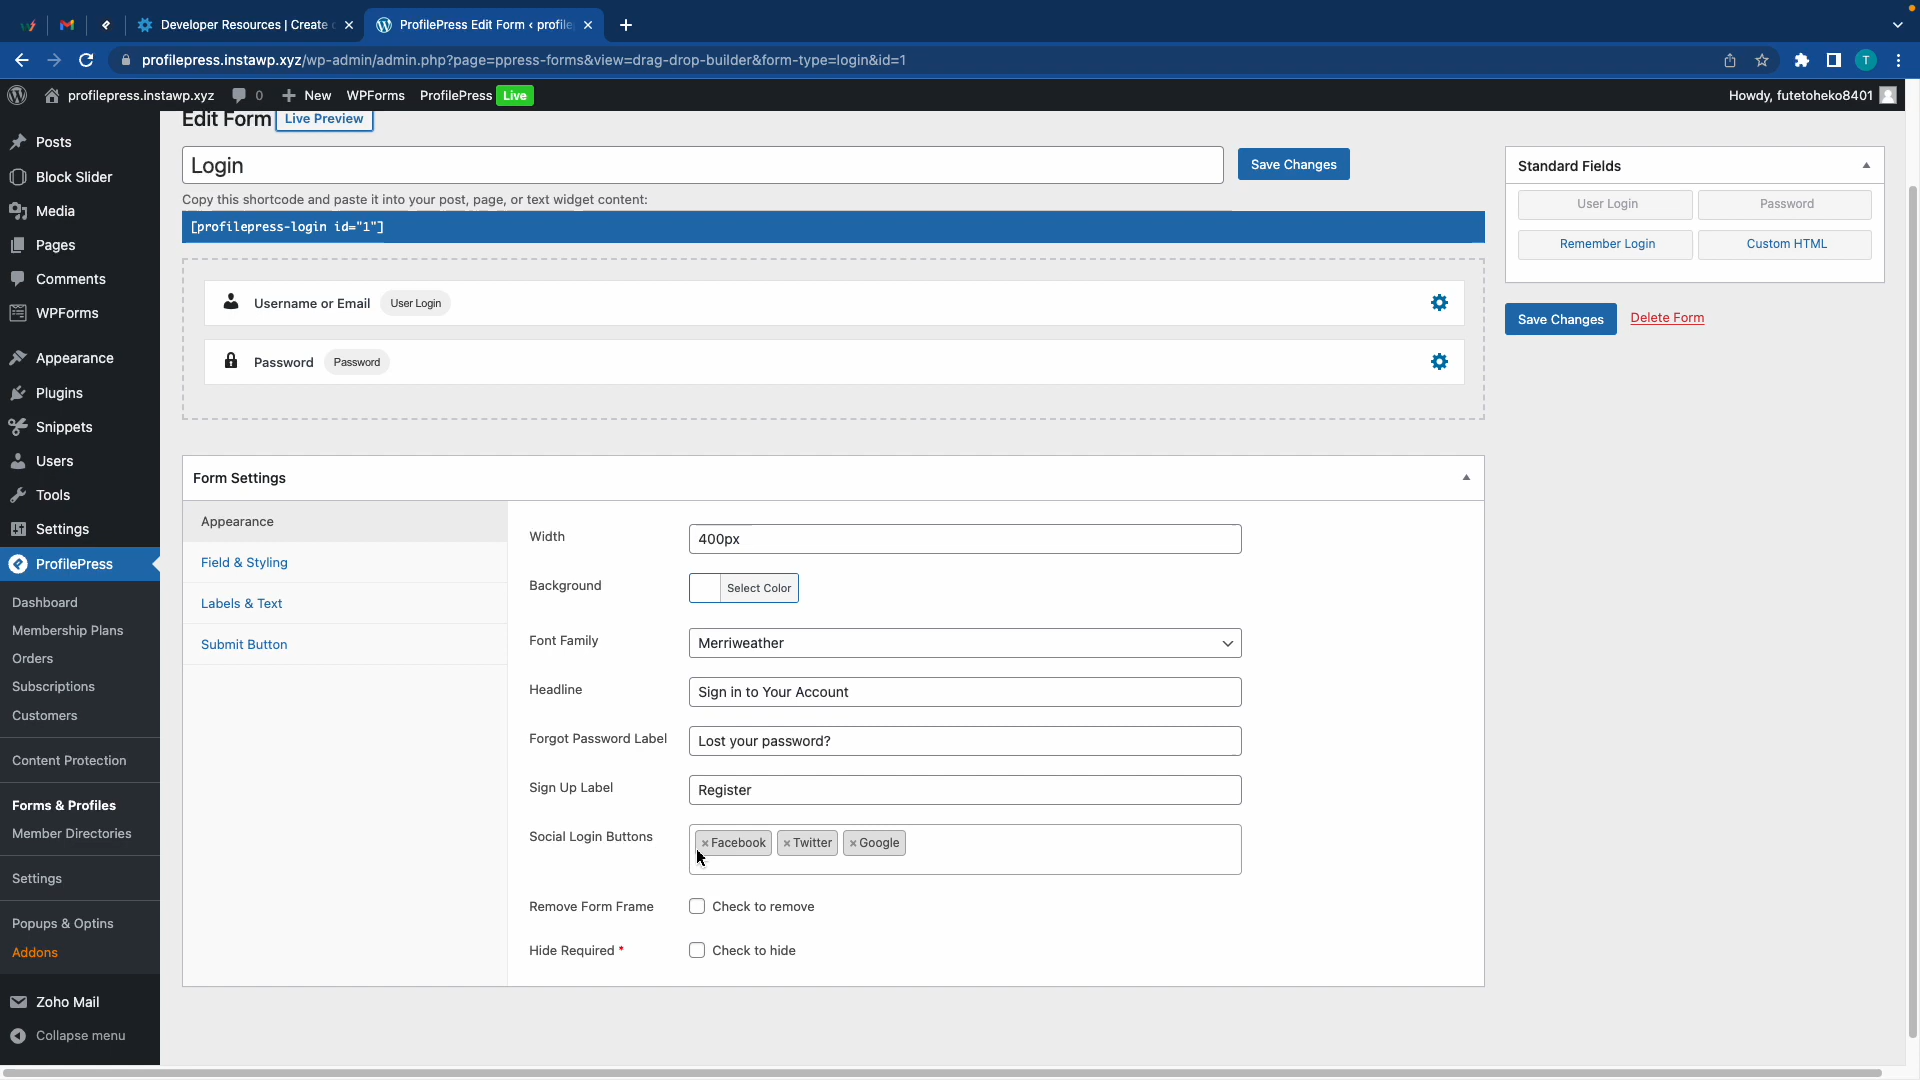 Developer Resources | Create
ProfilePress Edit Form ‹ profile
profilepress.instawp.xyz/wp-admin/admin.php?page=ppress-forms&view=drag-drop-builder&form-type=login&id=1
T
profilepress.instawp.xyz
0
New
WPForms
ProfilePress
Live
Howdy, futetoheko8401
Posts
Block Slider
Media
Pages
Comments
WPForms
Appearance
Plugins
Snippets
Users
Tools
Settings
ProfilePress
Dashboard
Membership Plans
Orders
Subscriptions
Customers
Content Protection
Forms & Profiles
Member Directories
Settings
Popups & Optins
Addons
Zoho Mail
Collapse menu
Edit Form
Live Preview
Login
Save Changes
Copy this shortcode and paste it into your post, page, or text widget content:
[profilepress-login id="1"]
Username or Email
User Login
Password
Password
Form Settings
Appearance
Field & Styling
Labels & Text
Submit Button
Width
400px
Background
Select Color
Font Family
Merriweather
Headline
Sign in to Your Account
Forgot Password Label
Lost your password?
Sign Up Label
Register
Social Login Buttons
×Facebook
×Twitter
×Google
Remove Form Frame
Check to remove
Hide Required *
Check to hide
Standard Fields
User Login
Password
Remember Login
Custom HTML
Save Changes
Delete Form